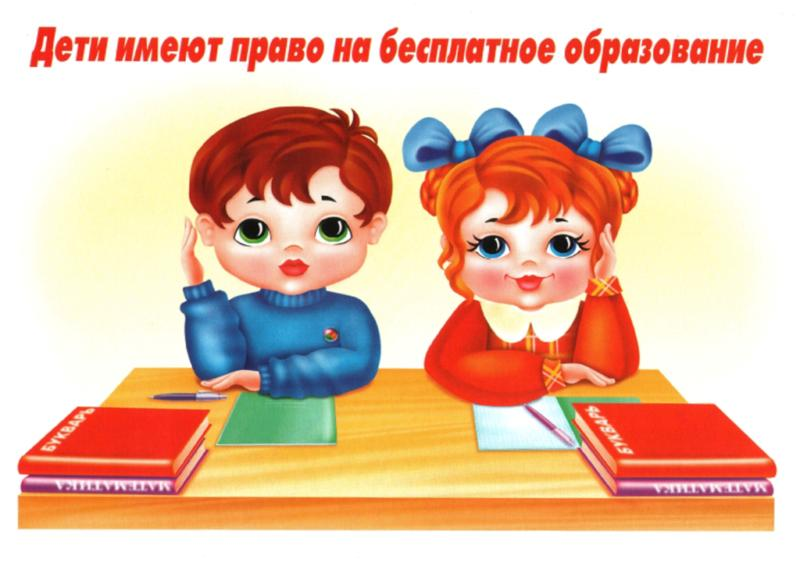 Дети имеют право на бесплатное образование
БУКВАРЬ
МАТЕМАТИКА
БУКВАРЬ
МАТЕМАТИКА